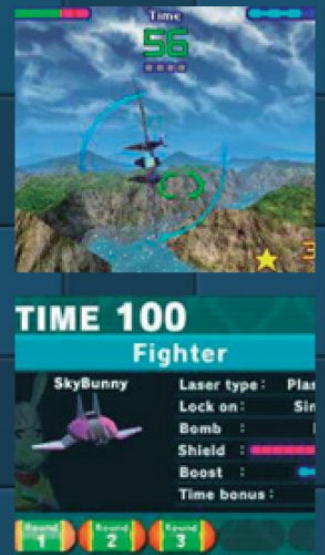 Time
56
TIME 100
Fighter
SkyBunny
Laser type :
Lock on :
Bomb :
Shield :
Boost :
Time bonus :
Round 1
Round 2
Round 3